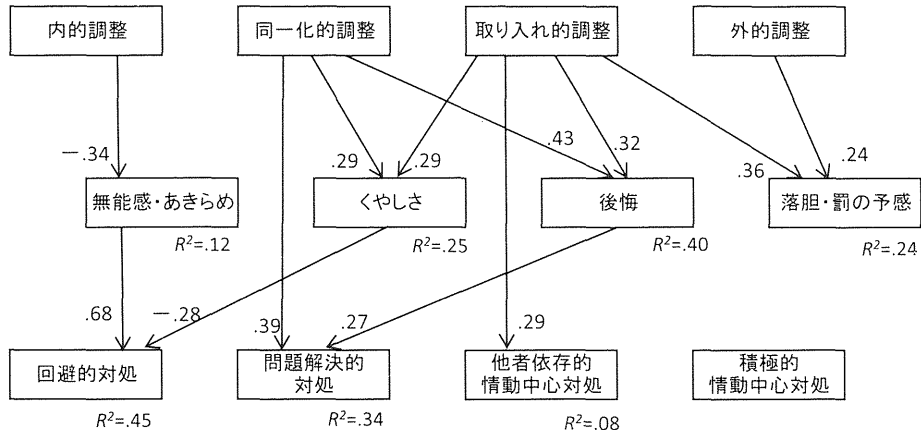 内的調整
同一化的調整
取り入れ的調整
外的調整
－.34
.29
.29
.43
.32
.36
.24
無能感・あきらめ
くやしさ
後悔
落胆・罰の予感
R²=.12
R²=.25
R²=.40
R²=.24
.68
－.28
.39
.27
.29
回避的対処
問題解決的
対処
他者依存的
情動中心対処
積極的
情動中心対処
R²=.45
R²=.34
R²=.08